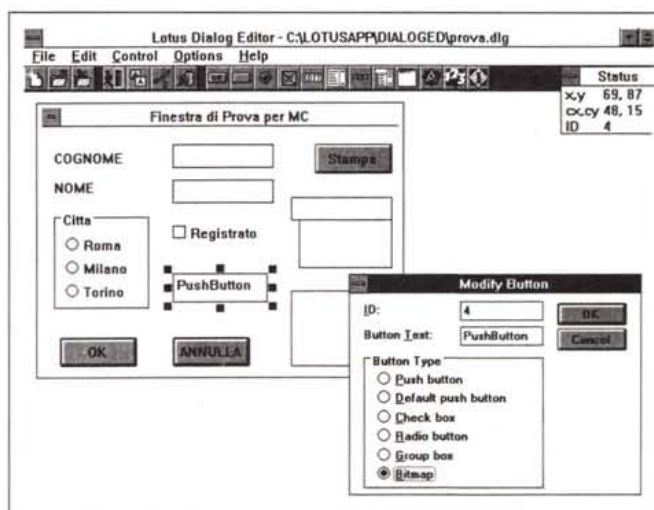 Lotus Dialog Editor - C:\LOTUSAPP\DIALOGED\prova.dlg
File Edit Control Options Help
Status
x,y 69, 87
cx,cy 48, 15
ID 4
Finestra di Prova per MC
COGNOME
Stampa
NOME
Citta
Roma
Milano
Torino
Registrato
PushButton
OK
ANNULLA
Modify Button
ID:
4
OK
Button Text:
PushButton
Cancel
Button Type
Push button
Default push button
Check box
Radio button
Group box
Bitmap